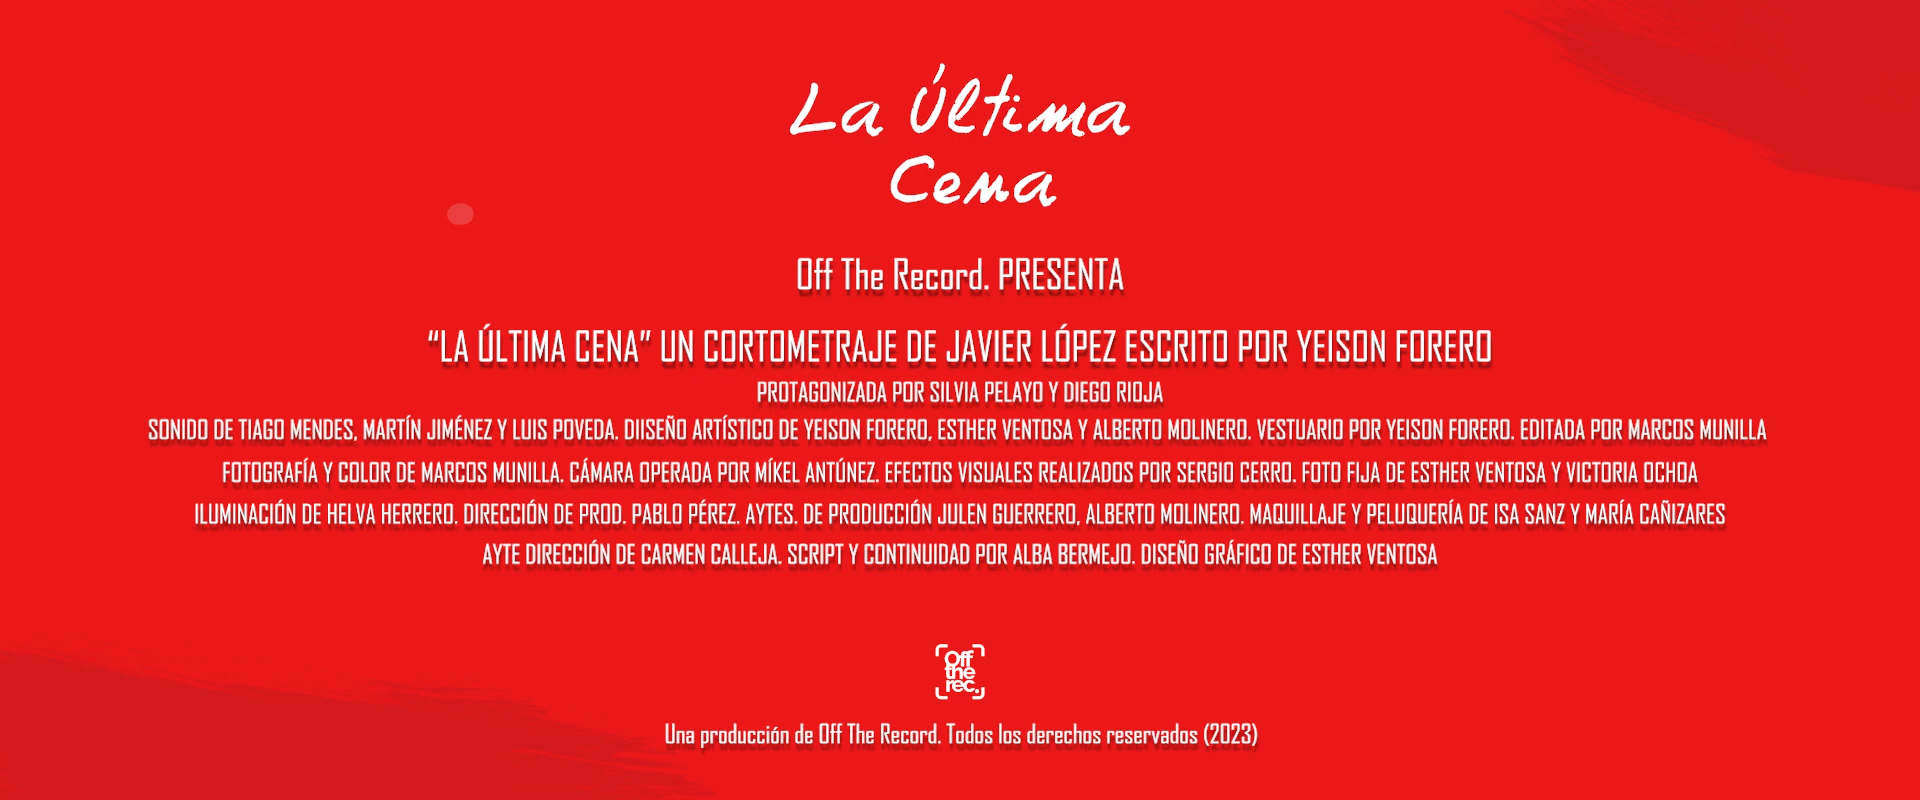 La Última
Cena
Off The Record. PRESENTA
“LA ÚLTIMA CENA” UN CORTOMETRAJE DE JAVIER LÓPEZ ESCRITO POR YEISON FORERO
PROTAGONIZADA POR SILVIA PELAYO Y DIEGO RIOJA
SONIDO DE TIAGO MENDES, MARTÍN JIMÉNEZ Y LUIS POVEDA. DIISEÑO ARTÍSTICO DE YEISON FORERO, ESTHER VENTOSA Y ALBERTO MOLINERO. VESTUARIO POR YEISON FORERO. EDITADA POR MARCOS MUNILLA
FOTOGRAFÍA Y COLOR DE MARCOS MUNILLA. CÁMARA OPERADA POR MÍKEL ANTÚNEZ. EFECTOS VISUALES REALIZADOS POR SERGIO CERRO. FOTO FIJA DE ESTHER VENTOSA Y VICTORIA OCHOA
ILUMINACIÓN DE HELVA HERRERO. DIRECCIÓN DE PROD. PABLO PÉREZ. AYTES. DE PRODUCCIÓN JULEN GUERRERO, ALBERTO MOLINERO. MAQUILLAJE Y PELUQUERÍA DE ISA SANZ Y MARÍA CAÑIZARES
AYTE DIRECCIÓN DE CARMEN CALLEJA. SCRIPT Y CONTINUIDAD POR ALBA BERMEJO. DISEÑO GRÁFICO DE ESTHER VENTOSA
Off
the
rec.
Una producción de Off The Record. Todos los derechos reservados (2023)